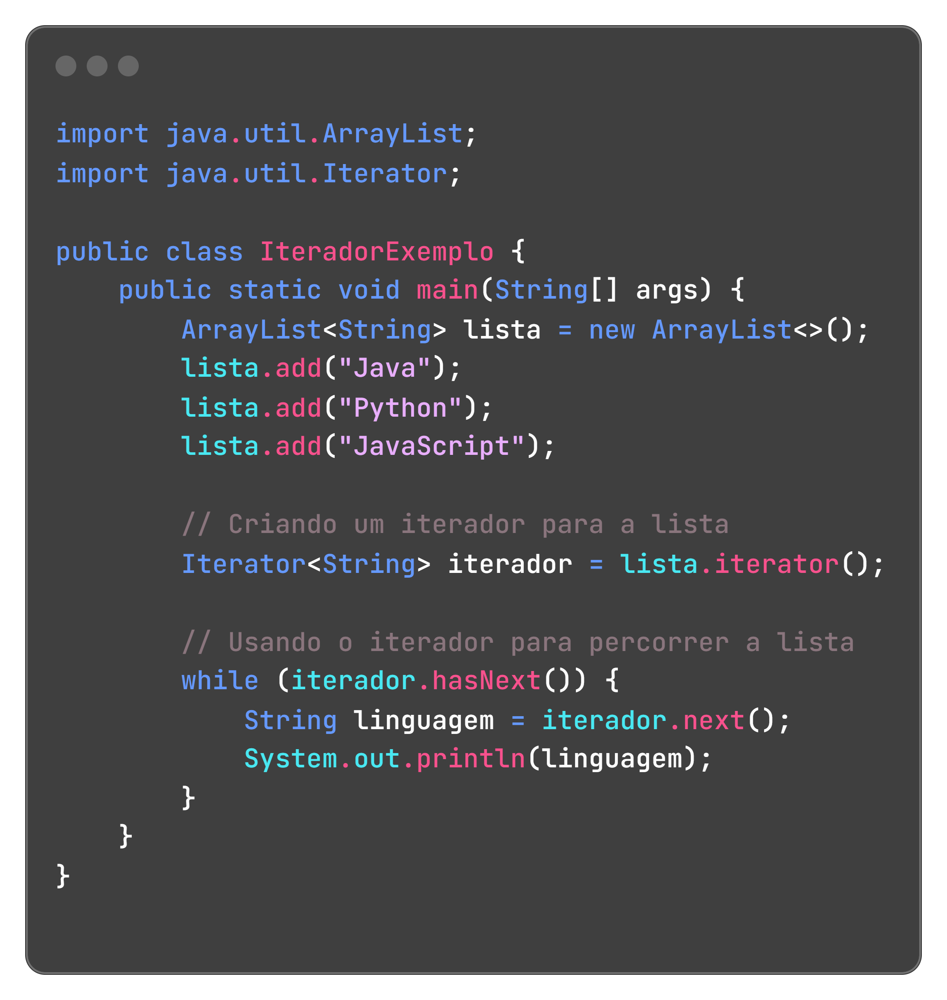 import java.util.ArrayList;
import java.util.Iterator;

public class IteradorExemplo {
    public static void main(String[] args) {
        ArrayList<String> lista = new ArrayList<>();
        lista.add("Java");
        lista.add("Python");
        lista.add("JavaScript");

        // Criando um iterador para a lista
        Iterator<String> iterador = lista.iterator();

        // Usando o iterador para percorrer a lista
        while (iterador.hasNext()) {
            String linguagem = iterador.next();
            System.out.println(linguagem);
        }
    }
}